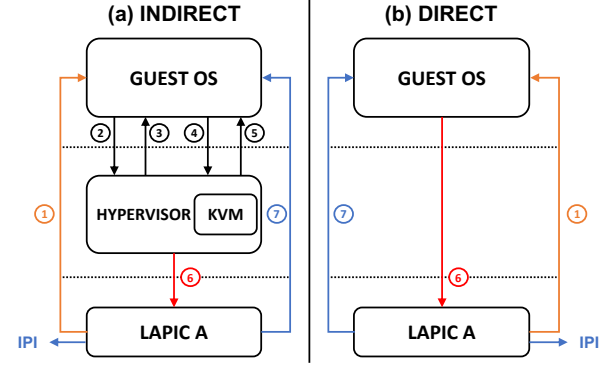 (a) INDIRECT
(b) DIRECT
GUEST OS
GUEST OS
2
3
4
5
HYPERVISOR
KVM
1
7
7
1
6
6
LAPIC A
LAPIC A
IPI
IPI